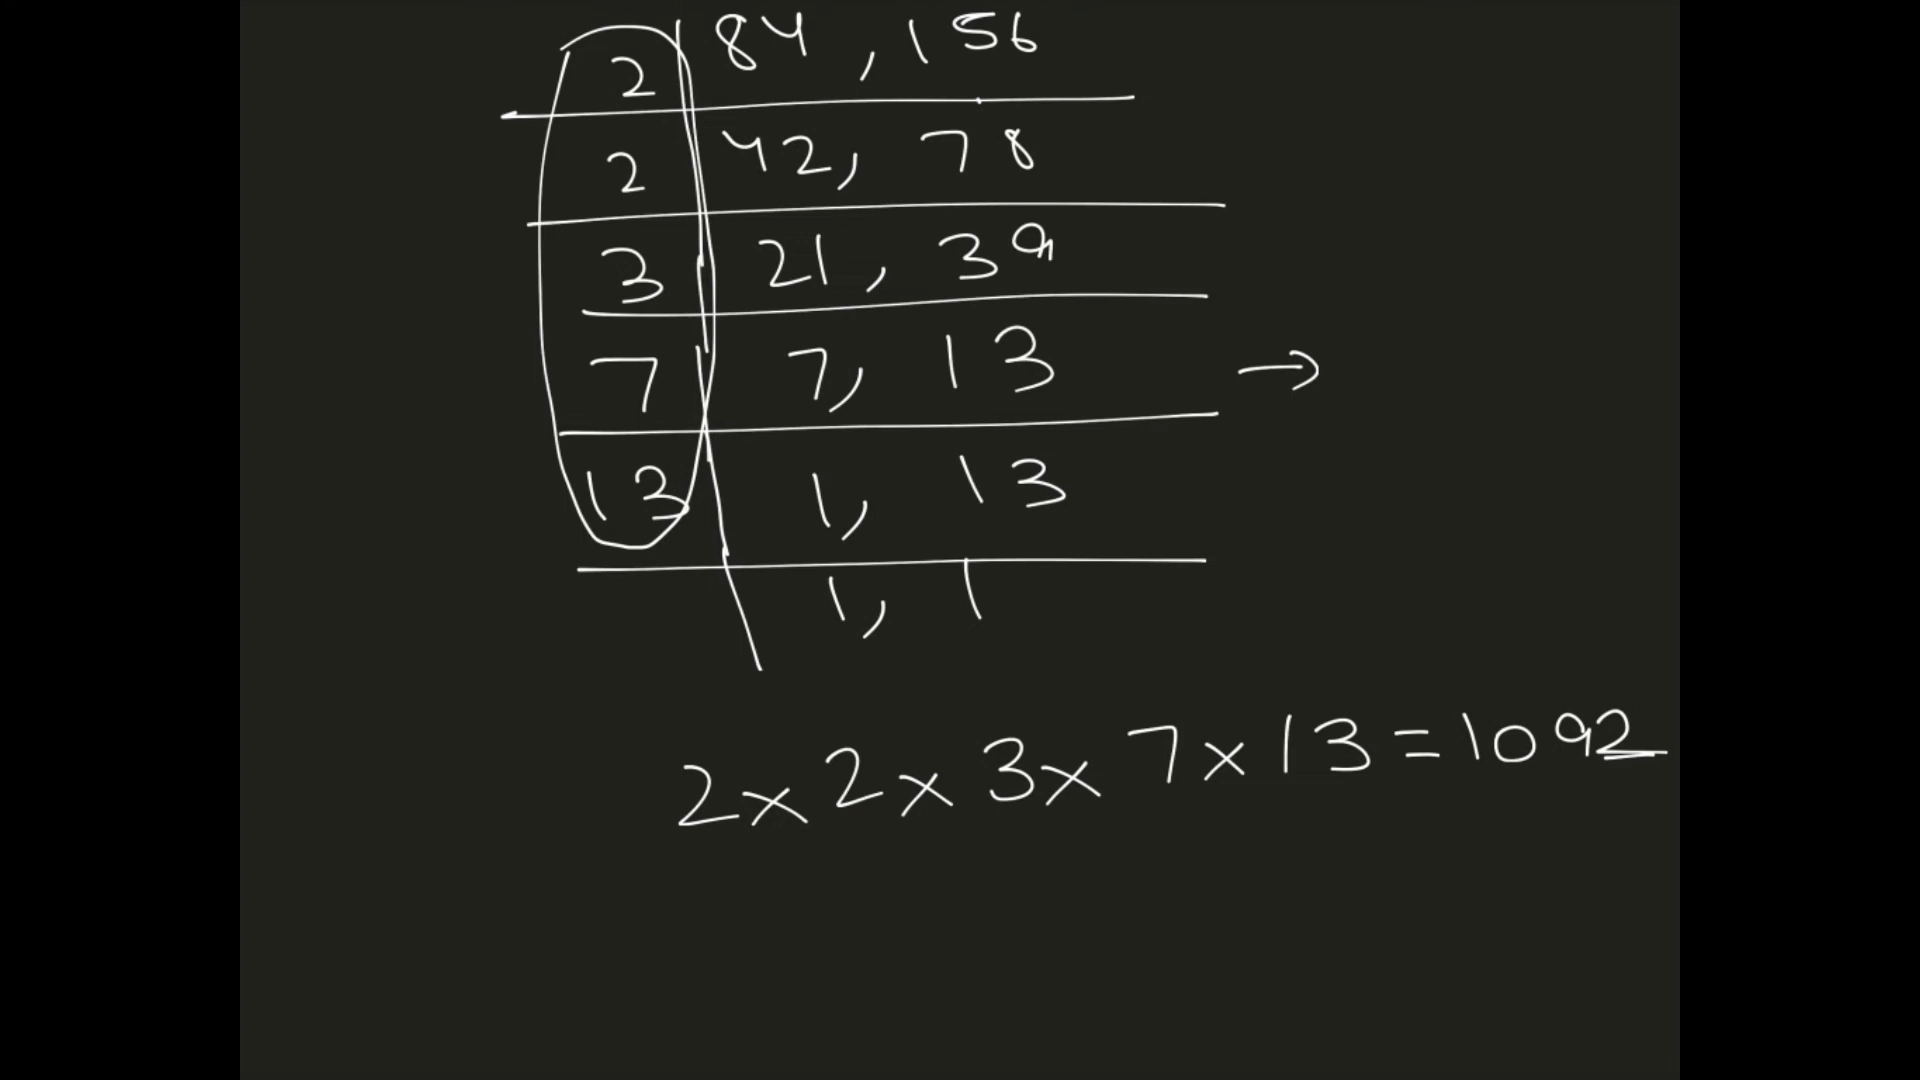 2 | 84, 156
2 | 42, 78
3 | 21, 39
7 | 7, 13 →
13 | 1, 13
| 1, 1
2 × 2 × 3 × 7 × 13 = 1092